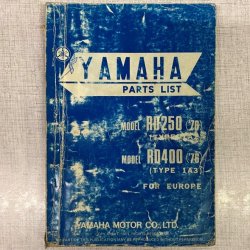 YAMAHA
PARTS LIST
MODEL RD250 ('76)
MODEL RD400 ('76)
(TYPE 1A3)
FOR EUROPE
YAMAHA MOTOR CO., LTD.